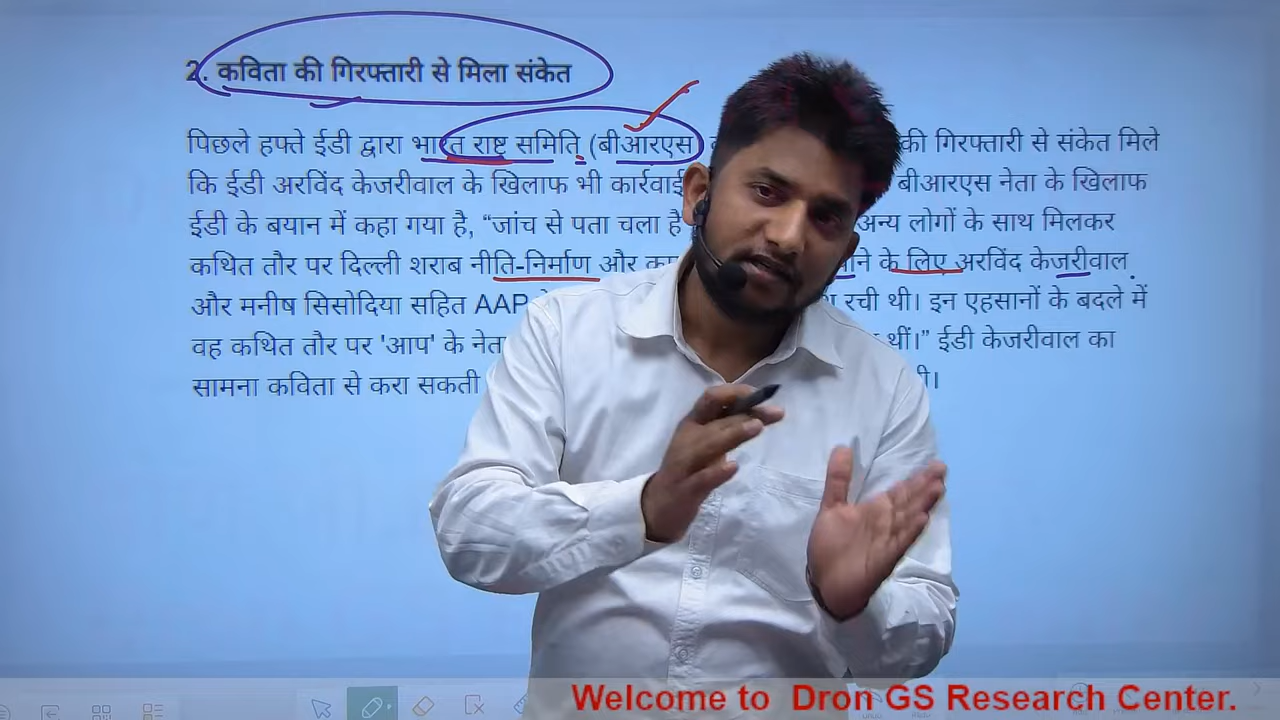 2. कविता की गिरफ्तारी से मिला संकेत
पिछले हफ्ते ईडी द्वारा भारत राष्ट्र समिति (बीआरएस की गिरफ्तारी से संकेत मिले
कि ईडी अरविंद केजरीवाल के खिलाफ भी कार्रवाई बीआरएस नेता के खिलाफ
ईडी के बयान में कहा गया है, “जांच से पता चला है अन्य लोगों के साथ मिलकर
कथित तौर पर दिल्ली शराब नीति-निर्माण और के लिए अरविंद केजरीवाल
और मनीष सिसोदिया सहित AAP रची थी। इन एहसानों के बदले में
वह कथित तौर पर 'आप' के नेता थीं।” ईडी केजरीवाल का
सामना कविता से करा सकती
Welcome to Dron GS Research Center.